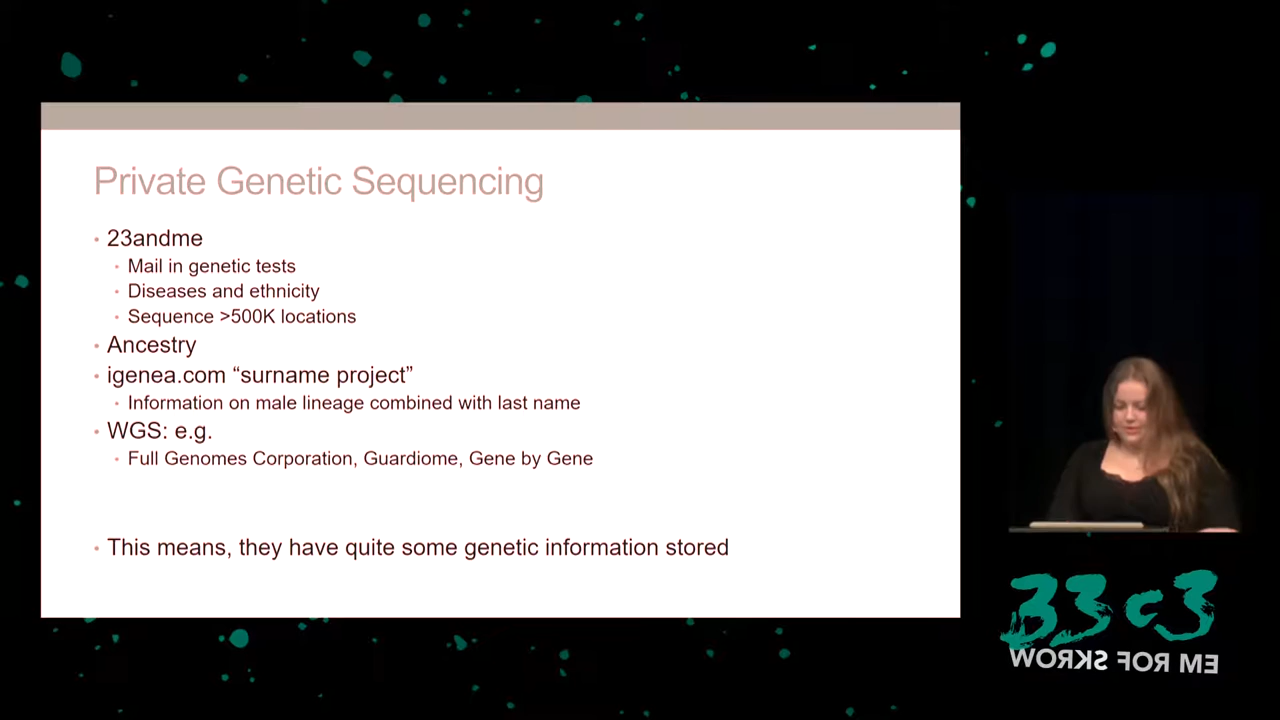 Private Genetic Sequencing
• 23andme
• Mail in genetic tests
• Diseases and ethnicity
• Sequence >500K locations
• Ancestry
• igenea.com “surname project”
• Information on male lineage combined with last name
• WGS: e.g.
• Full Genomes Corporation, Guardiome, Gene by Gene
• This means, they have quite some genetic information stored
33c3
WORKS FOR ME